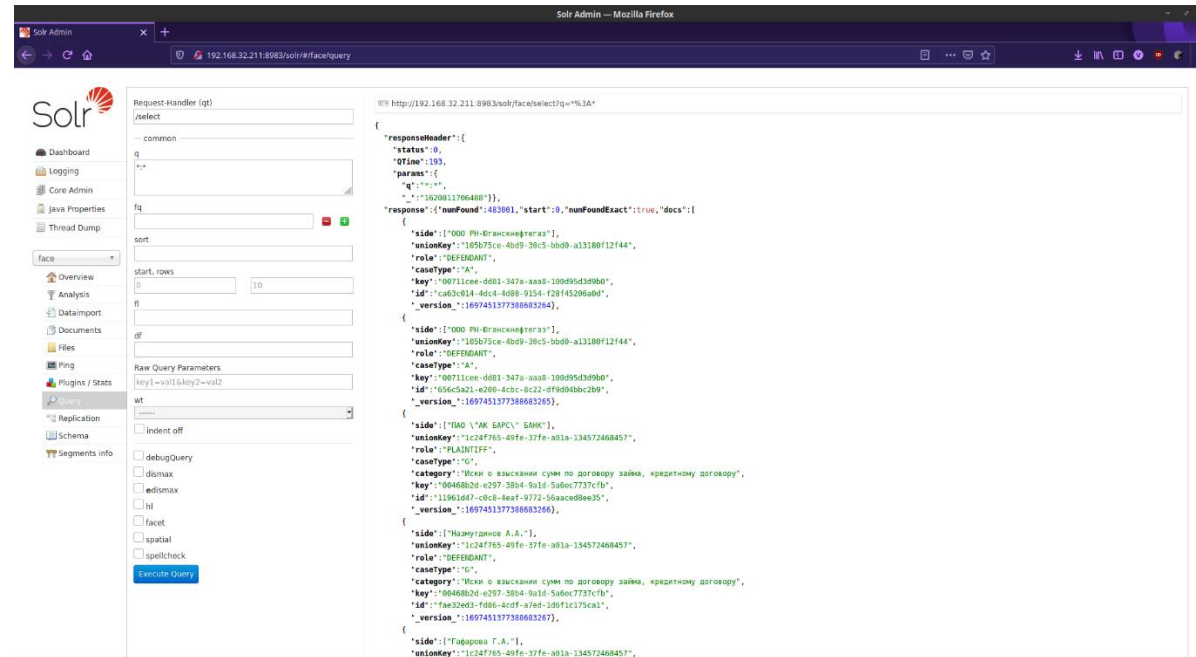 Solr Admin — Mozilla Firefox
Solr Admin
192.168.32.211:8983/solr/#/face/query
Solr
Dashboard
Logging
Core Admin
Java Properties
Thread Dump
face
Overview
Analysis
Dataimport
Documents
Files
Ping
Plugins / Stats
Query
Replication
Schema
Segments info
Request-Handler (qt)
/select
common
q
*:*
fq
sort
start, rows
0 10
fl
df
Raw Query Parameters
key1=val1&key2=val2
wt
------
indent off
debugQuery
dismax
edismax
hl
facet
spatial
spellcheck
Execute Query
http://192.168.32.211:8983/solr/face/select?q=*%3A*
{
"responseHeader":{
"status":0,
"QTime":193,
"params":{
"q":"*:*",
"_":"1620811706488"}},
"response":{"numFound":483001,"start":0,"numFoundExact":true,"docs":[
{
"side":["ООО РН-Юганскнефтегаз"],
"unionKey":"105b75ce-4bd9-30c5-bbd0-a13180f12f44",
"role":"DEFENDANT",
"caseType":"A",
"key":"00711cee-dd81-347a-aaa8-100d95d3d9b0",
"id":"ca63c014-4dc4-4d80-9154-f28f45206a0d",
"_version_":1697451377388683264},
{
"side":["ООО РН-Юганскнефтегаз"],
"unionKey":"105b75ce-4bd9-30c5-bbd0-a13180f12f44",
"role":"DEFENDANT",
"caseType":"A",
"key":"00711cee-dd81-347a-aaa8-100d95d3d9b0",
"id":"656c5a21-e200-4cbc-8c22-df9d04bbc2b9",
"_version_":1697451377388683265},
{
"side":["ПАО \"АК БАРС\" БАНК"],
"unionKey":"1c24f765-49fe-37fe-a01a-134572468457",
"role":"PLAINTIFF",
"caseType":"G",
"category":"Иски о взыскании сумм по договору займа, кредитному договору",
"key":"00468b2d-e297-38b4-9a1d-5a6ec7737cfb",
"id":"11961d47-c0c8-4eaf-9772-56aaced8ee35",
"_version_":1697451377388683266},
{
"side":["Назмутдинов А.А."],
"unionKey":"1c24f765-49fe-37fe-a01a-134572468457",
"role":"DEFENDANT",
"caseType":"G",
"category":"Иски о взыскании сумм по договору займа, кредитному договору",
"key":"00468b2d-e297-38b4-9a1d-5a6ec7737cfb",
"id":"fae32ed3-fd86-4cdf-a7ed-1d6f1c175ca1",
"_version_":1697451377388683267},
{
"side":["Гафарова Г.А."],
"unionKey":"1c24f765-49fe-37fe-a01a-134572468457",